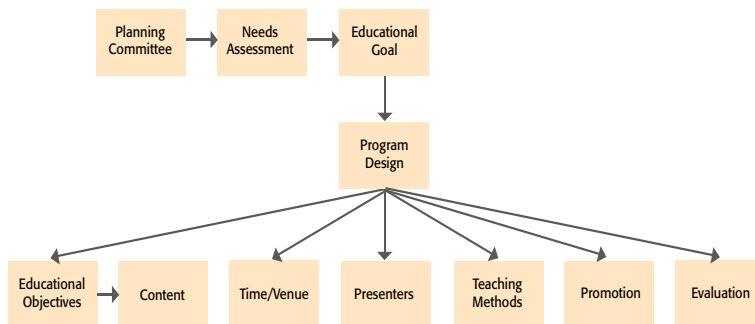 Planning
Committee
Needs
Assessment
Educational
Goal
Program
Design
Educational
Objectives
Content
Time/Venue
Presenters
Teaching
Methods
Promotion
Evaluation